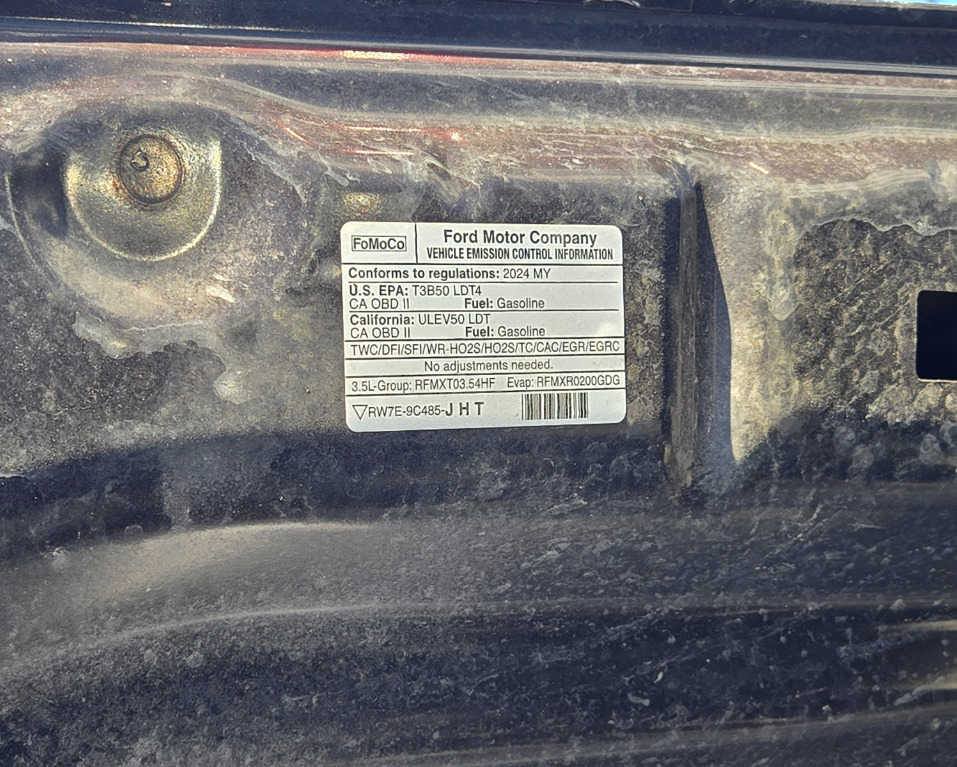 FoMoCo
Ford Motor Company
VEHICLE EMISSION CONTROL INFORMATION
Conforms to regulations: 2024 MY
U.S. EPA: T3B50 LDT4
CA OBD II Fuel: Gasoline
California: ULEV50 LDT
CA OBD II Fuel: Gasoline
TWC/DFI/SFI/WR-HO2S/HO2S/TC/CAC/EGR/EGRC
No adjustments needed.
3.5L-Group: RFMXT03.54HF Evap: RFMXR0200GDG
▽RW7E-9C485-J H T